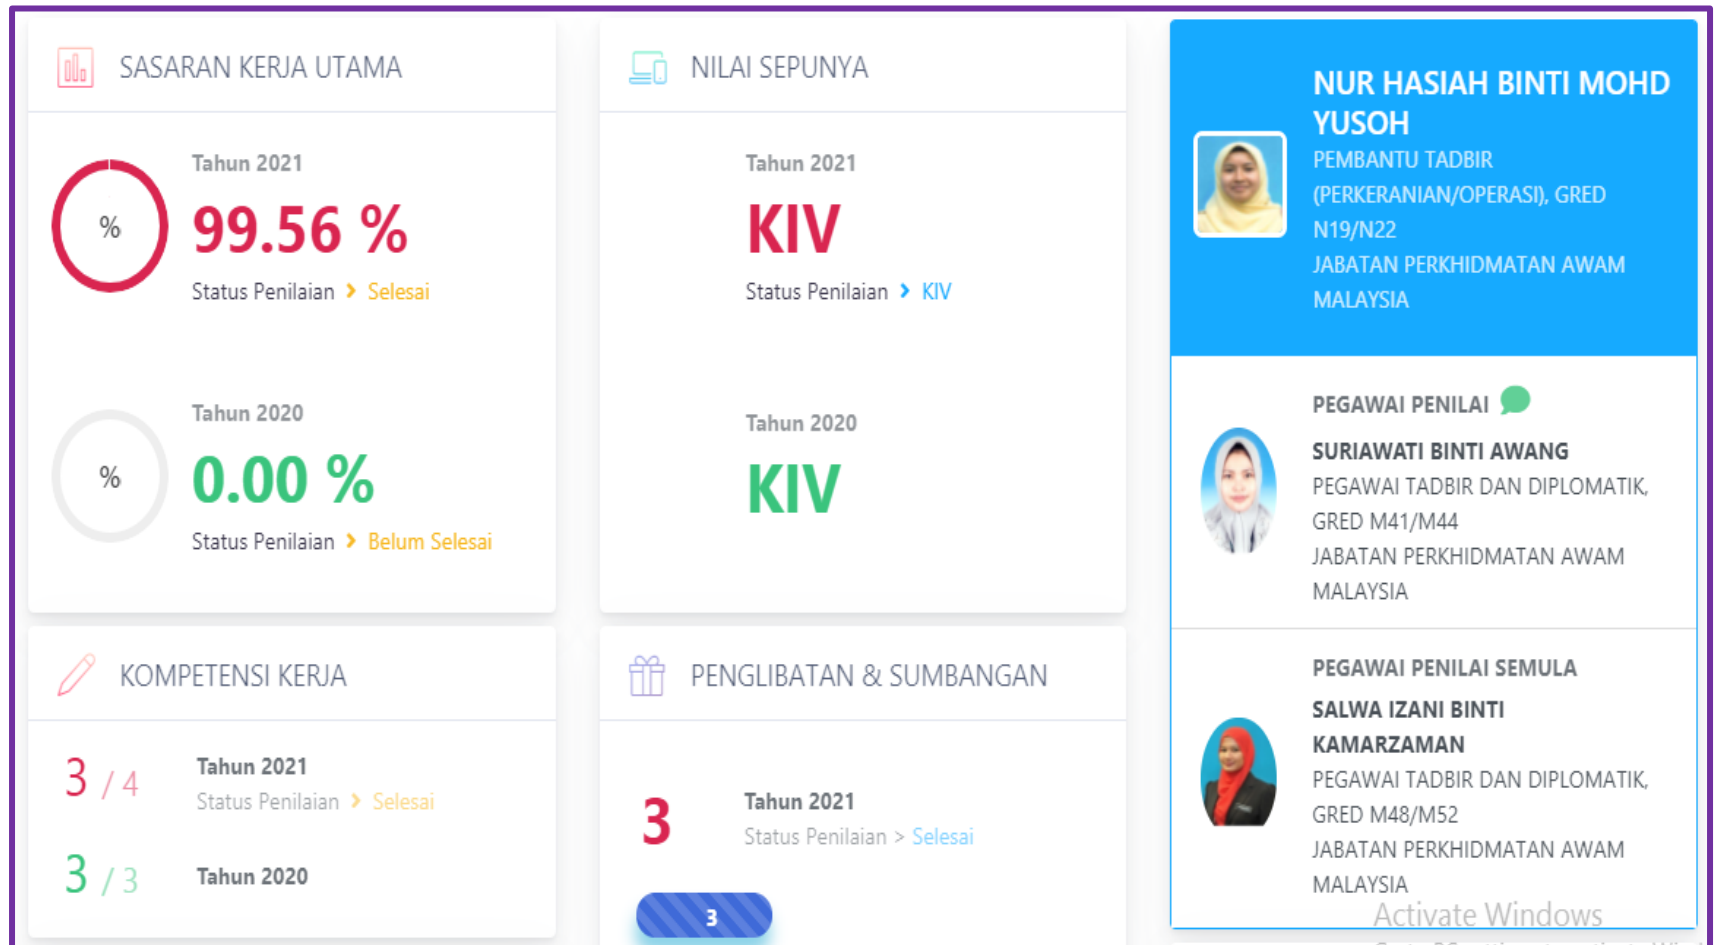 SASARAN KERJA UTAMA
%
Tahun 2021
99.56 %
Status Penilaian > Selesai
%
Tahun 2020
0.00 %
Status Penilaian > Belum Selesai
NILAI SEPUNYA
Tahun 2021
KIV
Status Penilaian > KIV
Tahun 2020
KIV
KOMPETENSI KERJA
3 / 4
Tahun 2021
Status Penilaian > Selesai
3 / 3
Tahun 2020
PENGLIBATAN & SUMBANGAN
3
Tahun 2021
Status Penilaian > Selesai
3
NUR HASIAH BINTI MOHD
YUSOH
PEMBANTU TADBIR
(PERKERANIAN/OPERASI), GRED
N19/N22
JABATAN PERKHIDMATAN AWAM
MALAYSIA
PEGAWAI PENILAI
SURIAWATI BINTI AWANG
PEGAWAI TADBIR DAN DIPLOMATIK,
GRED M41/M44
JABATAN PERKHIDMATAN AWAM
MALAYSIA
PEGAWAI PENILAI SEMULA
SALWA IZANI BINTI
KAMARZAMAN
PEGAWAI TADBIR DAN DIPLOMATIK,
GRED M48/M52
JABATAN PERKHIDMATAN AWAM
MALAYSIA
Activate Windows